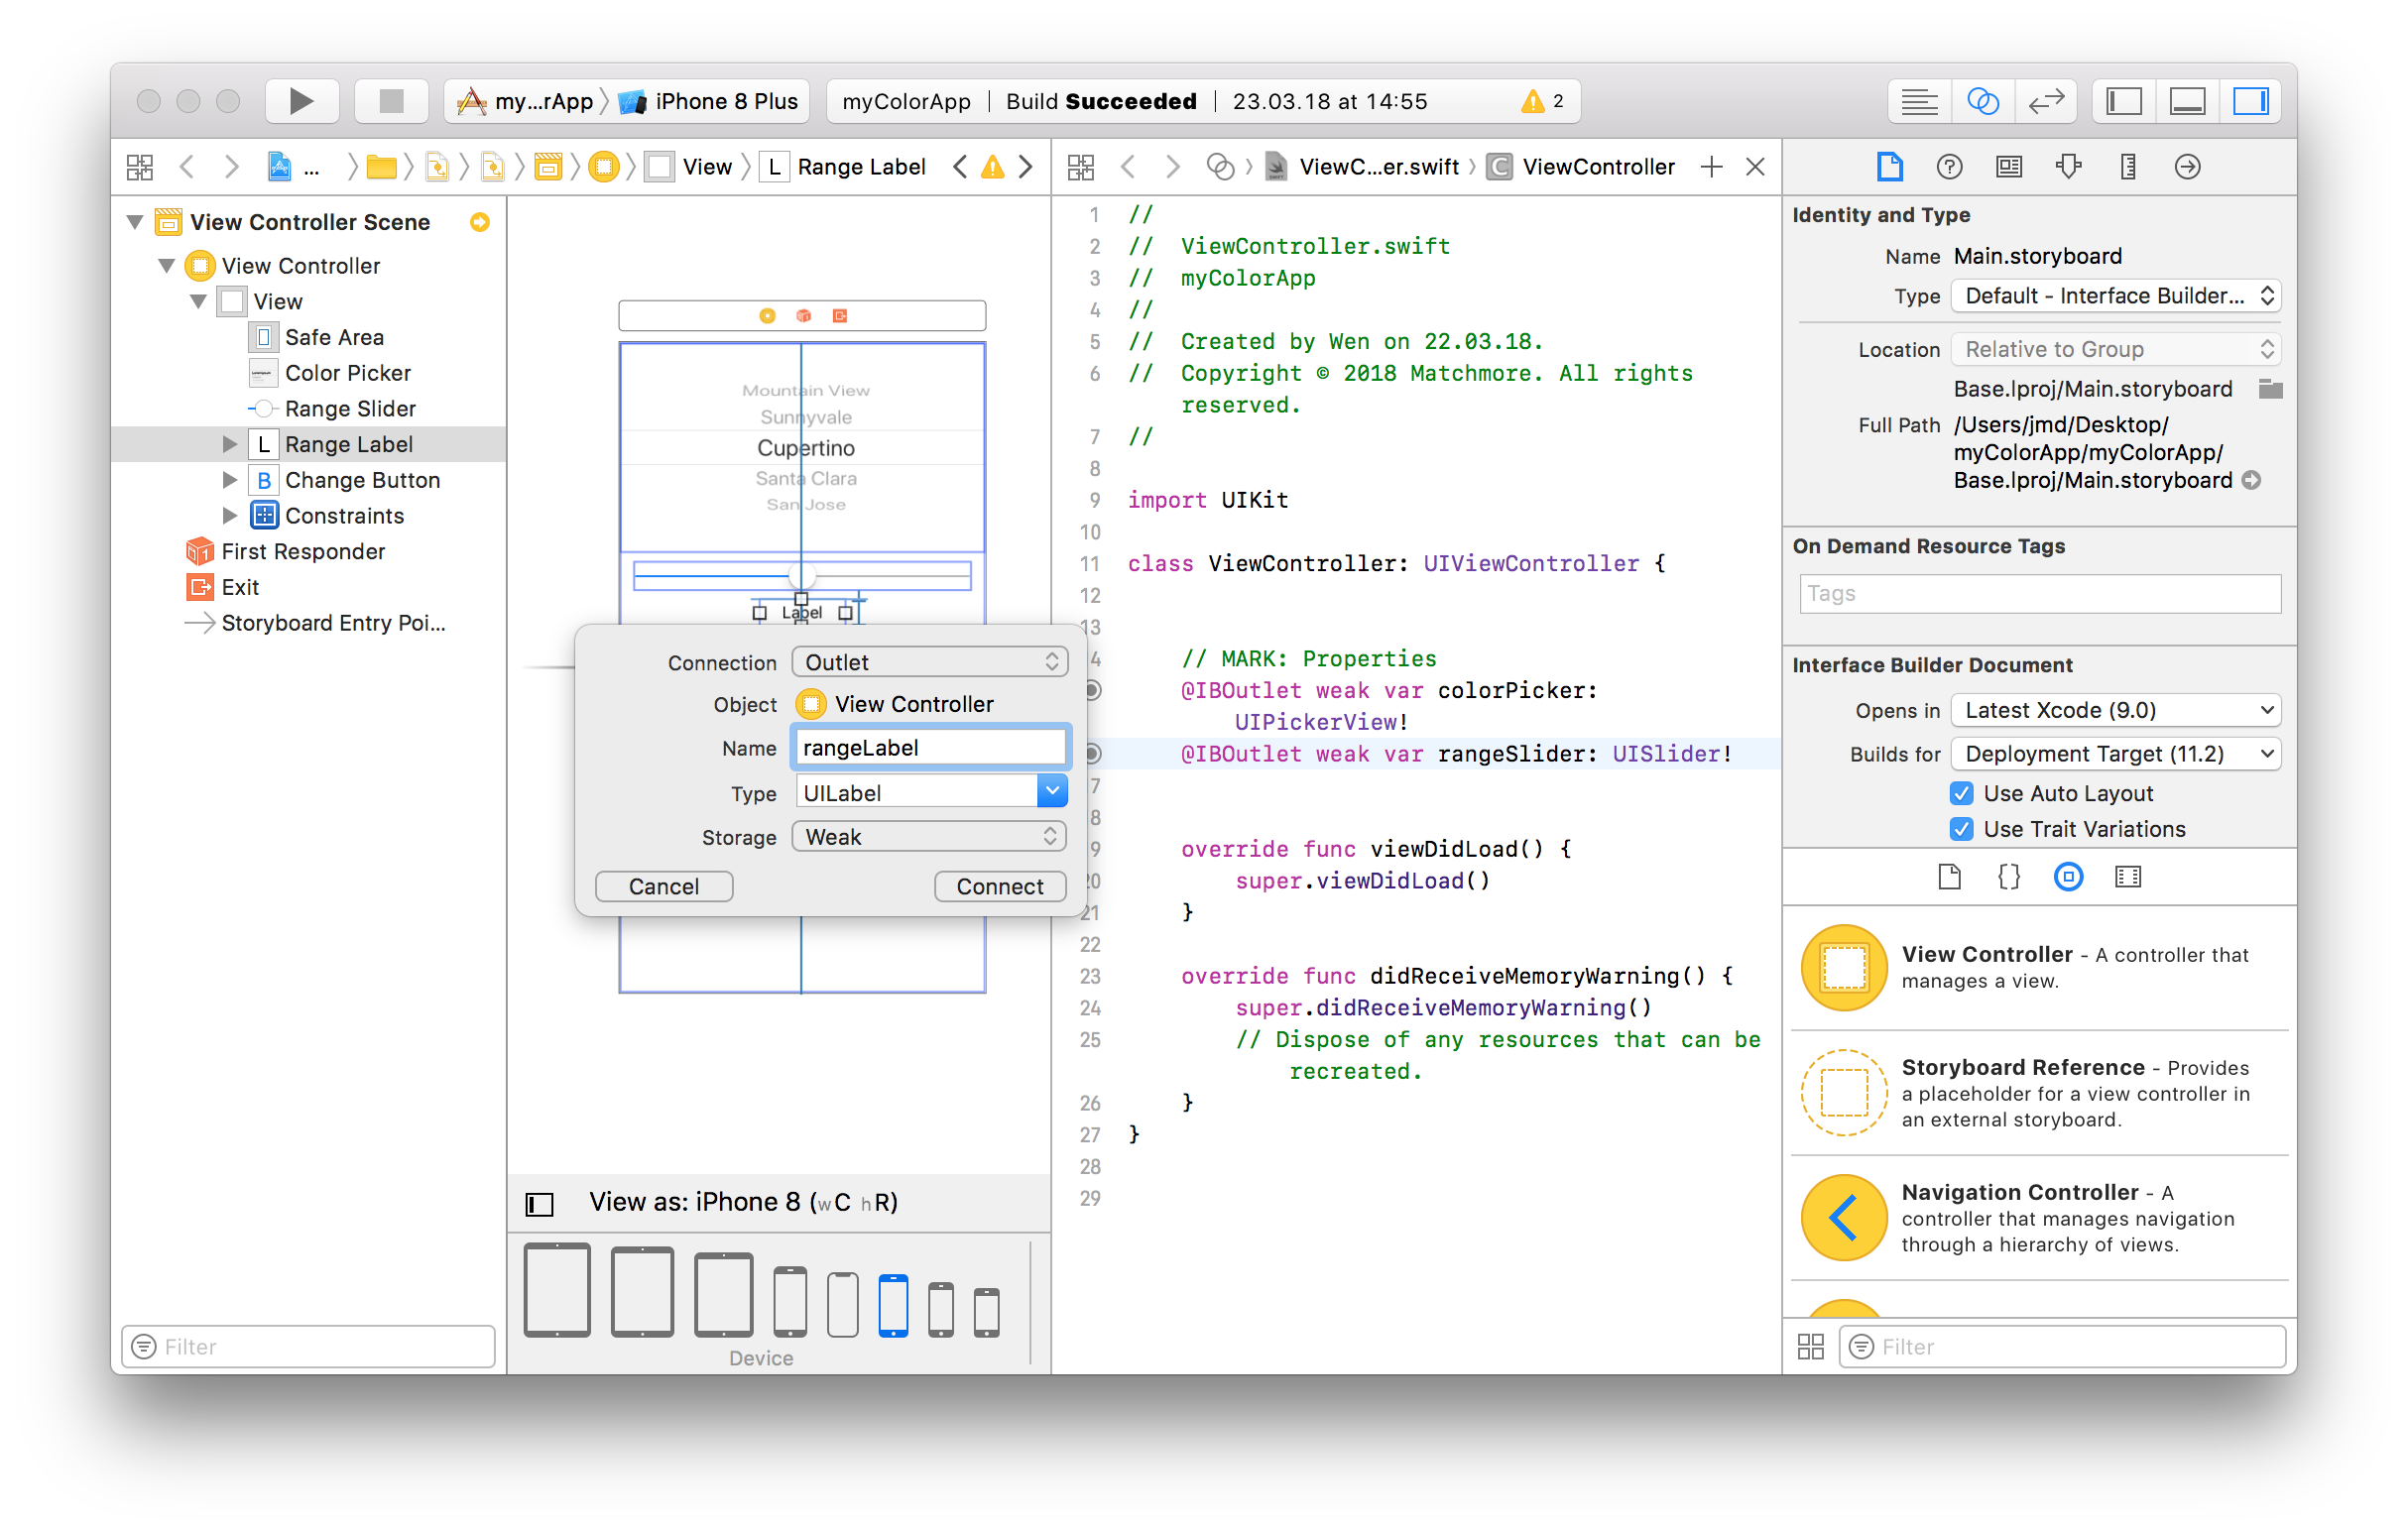 my...rApp
iPhone 8 Plus
myColorApp | Build Succeeded | 23.03.18 at 14:55
2
...
View
L
Range Label
ViewC...er.swift
C
ViewController
View Controller Scene
View Controller
View
Safe Area
Color Picker
Range Slider
L Range Label
B Change Button
Constraints
First Responder
Exit
Storyboard Entry Poi...
Filter
Mountain View
Sunnyvale
Cupertino
Santa Clara
San Jose
Label
Connection Outlet
Object View Controller
Name rangeLabel
Type UILabel
Storage Weak
Cancel
Connect
View as: iPhone 8 (wC hR)
Device
1 //
2 //  ViewController.swift
3 //  myColorApp
4 //
5 //  Created by Wen on 22.03.18.
6 //  Copyright © 2018 Matchmore. All rights
reserved.
7 //
8
9 import UIKit
10
11 class ViewController: UIViewController {
12
13
4 // MARK: Properties
@IBOutlet weak var colorPicker:
UIPickerView!
@IBOutlet weak var rangeSlider: UISlider!
7
8
9 override func viewDidLoad() {
20 super.viewDidLoad()
21 }
22
23 override func didReceiveMemoryWarning() {
24 super.didReceiveMemoryWarning()
25 // Dispose of any resources that can be
recreated.
26 }
27 }
28
29
Identity and Type
Name Main.storyboard
Type Default - Interface Builder...
Location Relative to Group
Base.lproj/Main.storyboard
Full Path /Users/jmd/Desktop/
myColorApp/myColorApp/
Base.lproj/Main.storyboard
On Demand Resource Tags
Tags
Interface Builder Document
Opens in Latest Xcode (9.0)
Builds for Deployment Target (11.2)
Use Auto Layout
Use Trait Variations
{}
View Controller - A controller that
manages a view.
Storyboard Reference - Provides
a placeholder for a view controller in
an external storyboard.
Navigation Controller - A
controller that manages navigation
through a hierarchy of views.
Filter